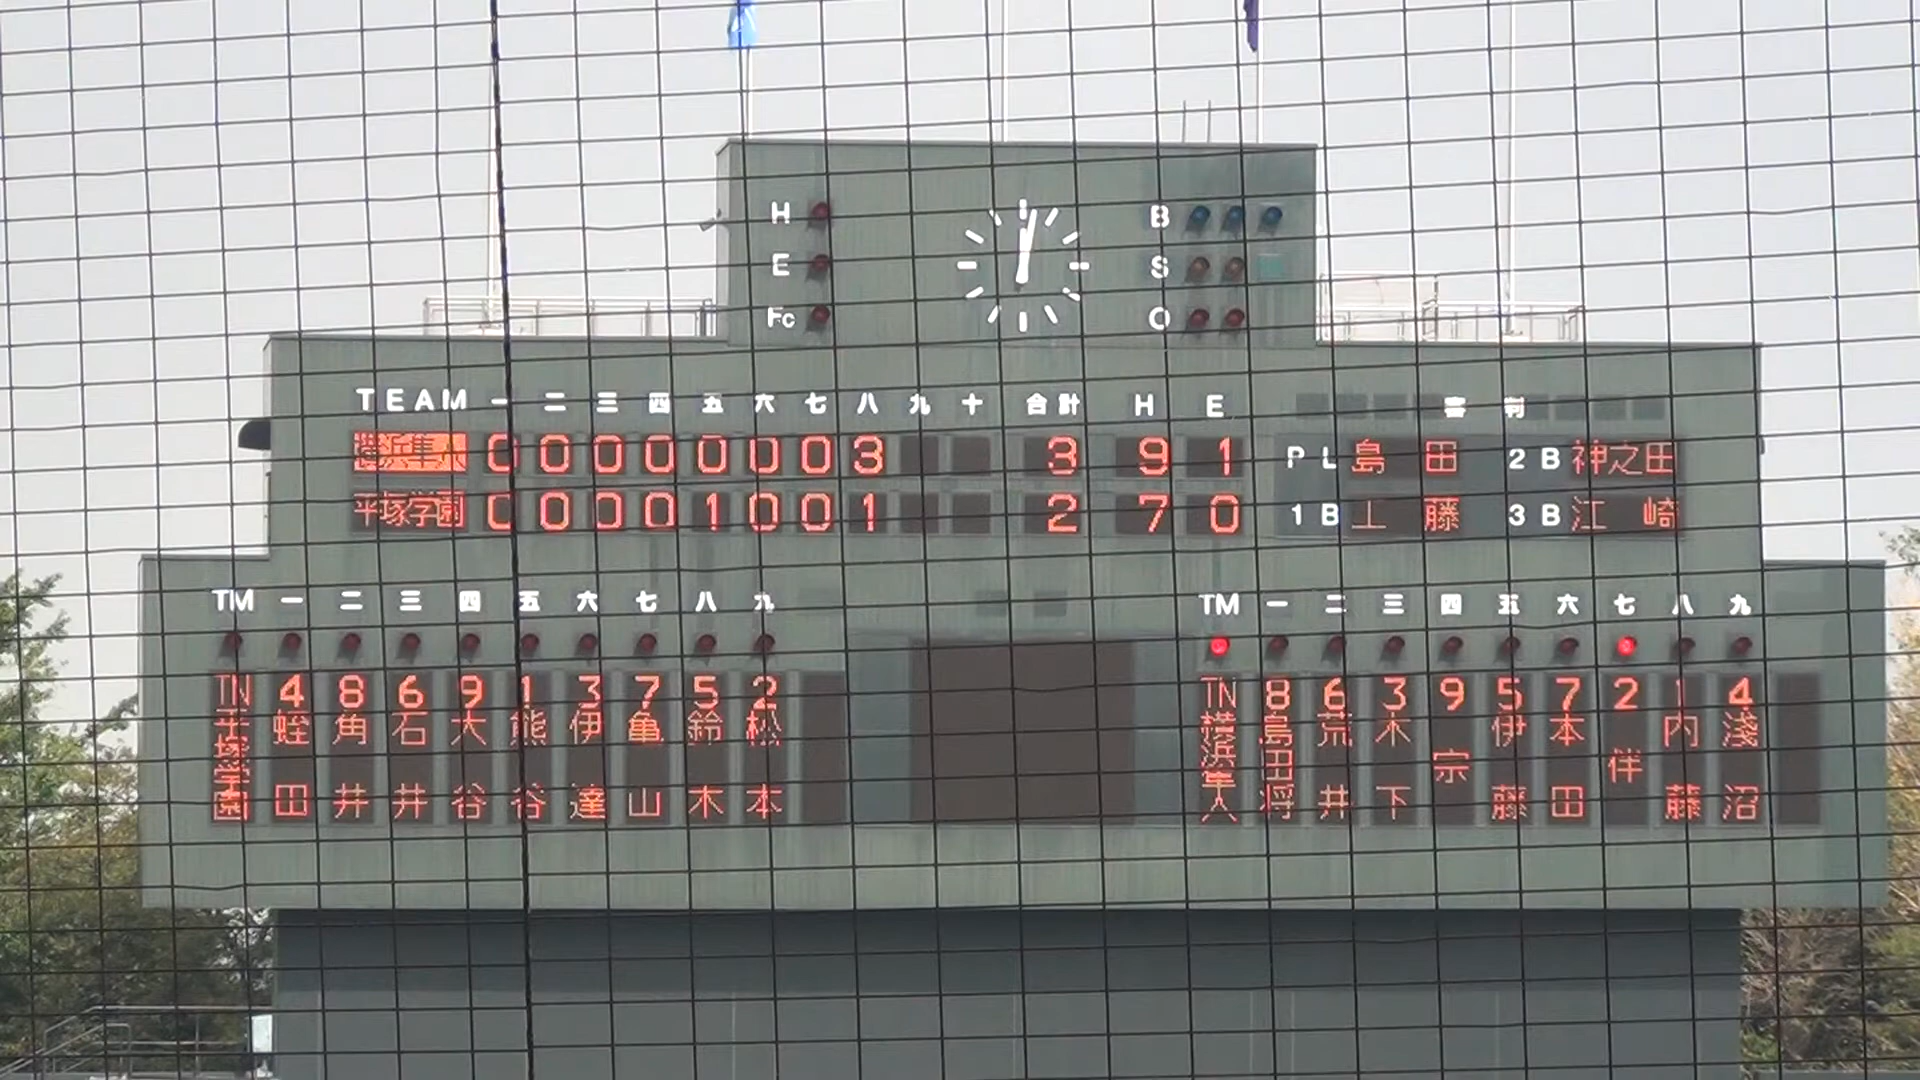 H B
E S
Fc O
TEAM 一 二 三 四 五 六 七 八 九 十 合計 H E 審判
横浜隼人 0 0 0 0 0 0 0 3 3 9 1 PL 島田 2B 神之田
平塚学園 0 0 0 0 1 0 0 1 2 7 0 1B 工藤 3B 江崎
TM 一 二 三 四 五 六 七 八 九
TN 4 8 6 9 1 3 7 5 2
平塚学園 蛭田 角井 石井 大谷 熊谷 伊達 亀山 鈴木 松本
TM 一 二 三 四 五 六 七 八 九
TN 8 6 3 9 5 7 2 1 4
横浜隼人 島田将 荒井 木下 宗 伊藤 本田 伴 内藤 淺沼